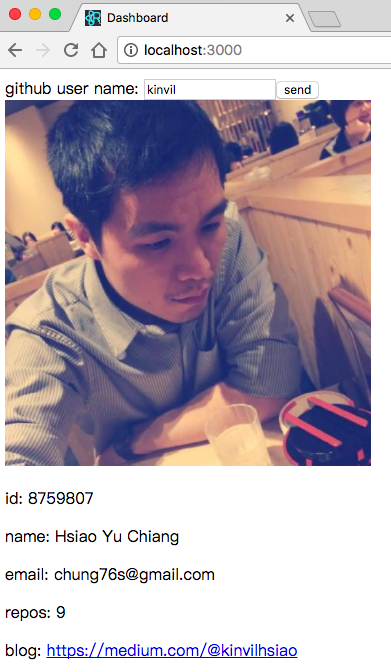 Dashboard
localhost:3000
github user name: kinvil send
id: 8759807
name: Hsiao Yu Chiang
email: chung76s@gmail.com
repos: 9
blog: https://medium.com/@kinvilhsiao